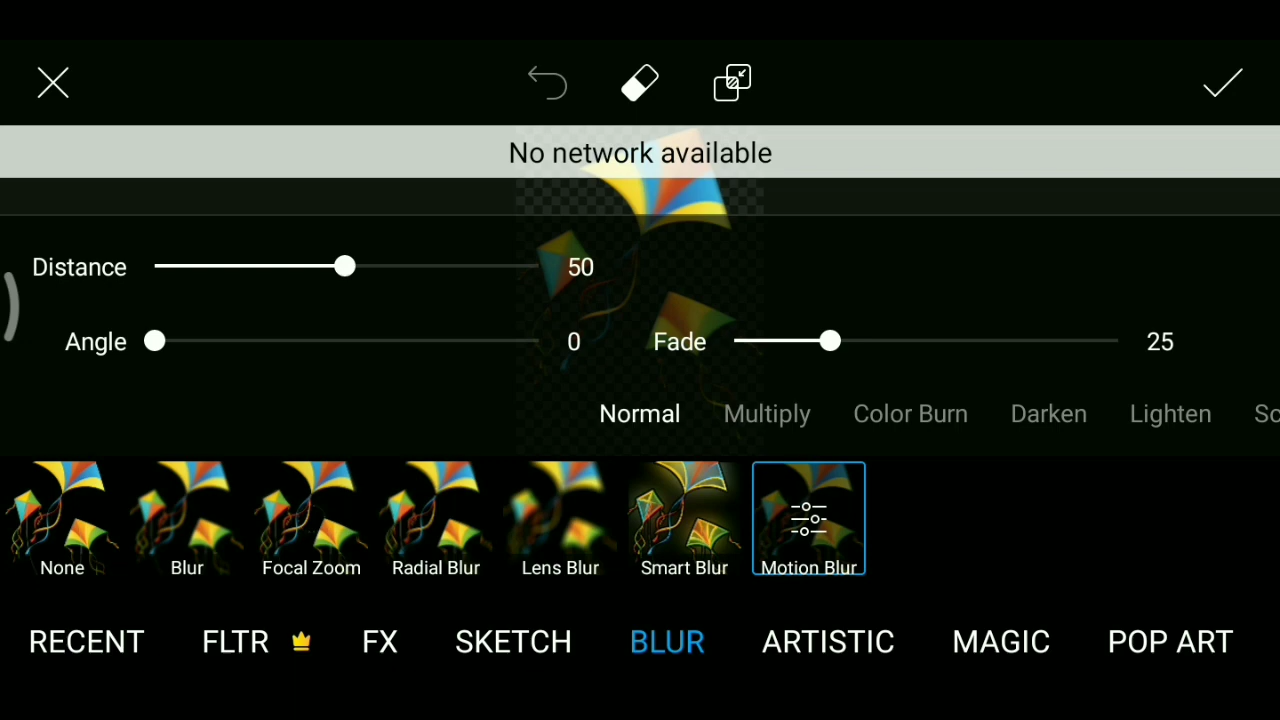 No network available
Distance 50
Angle 0 Fade 25
Normal Multiply Color Burn Darken Lighten Sc
None Blur Focal Zoom Radial Blur Lens Blur Smart Blur Motion Blur
RECENT FLTR FX SKETCH BLUR ARTISTIC MAGIC POP ART